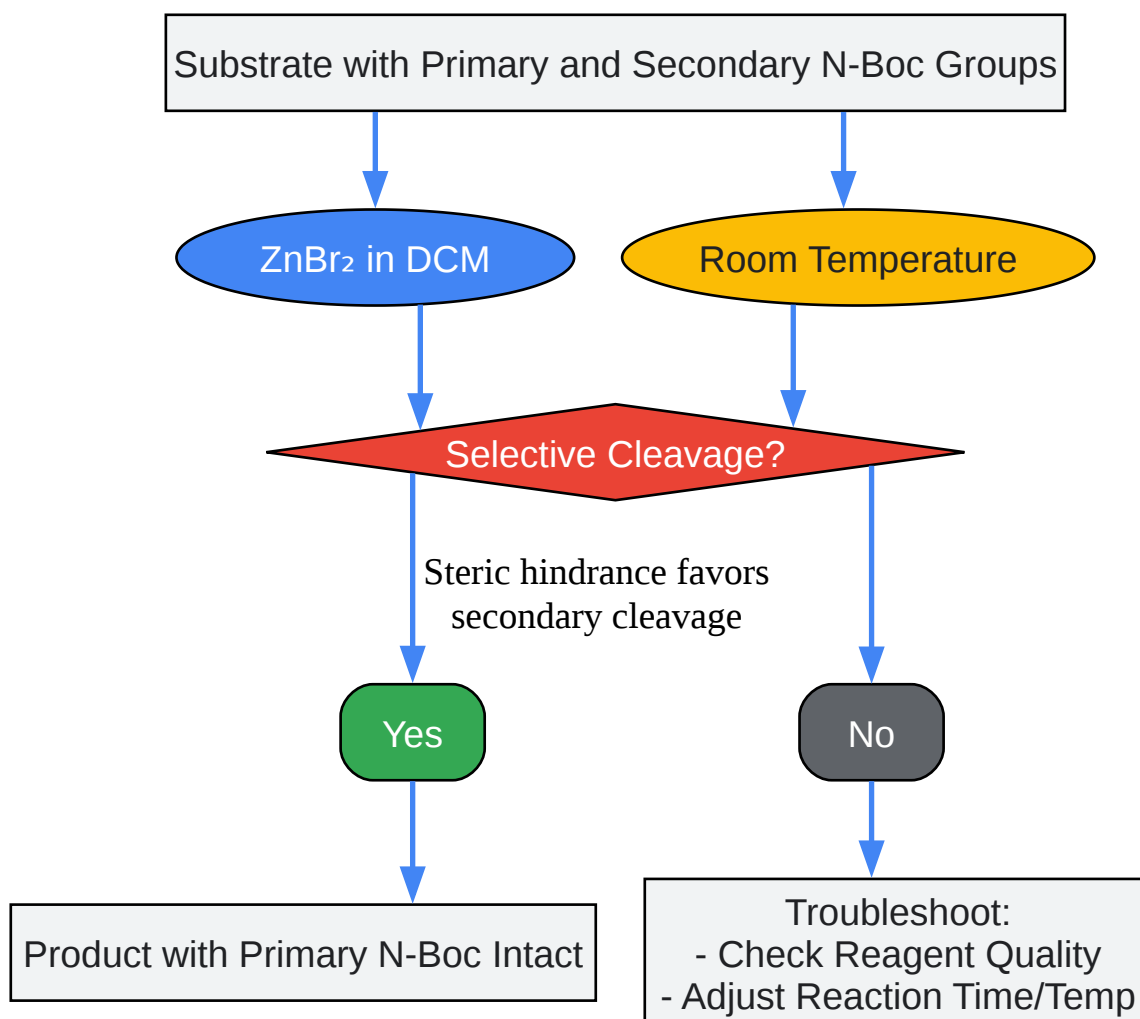 Substrate with Primary and Secondary N-Boc Groups
ZnBr₂ in DCM
Room Temperature
Selective Cleavage?
Steric hindrance favors
secondary cleavage
Yes
No
Product with Primary N-Boc Intact
Troubleshoot:
- Check Reagent Quality
- Adjust Reaction Time/Temp